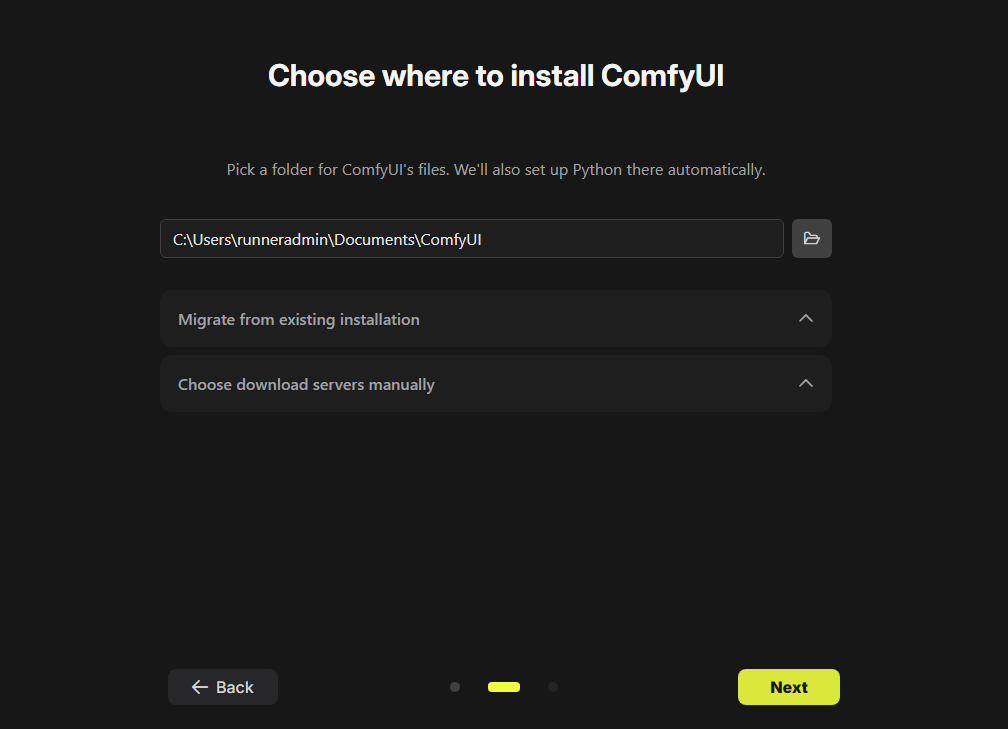 Choose where to install ComfyUI
Pick a folder for ComfyUI's files. We'll also set up Python there automatically.
C:\Users\runneradmin\Documents\ComfyUI
Migrate from existing installation
Choose download servers manually
Back
Next